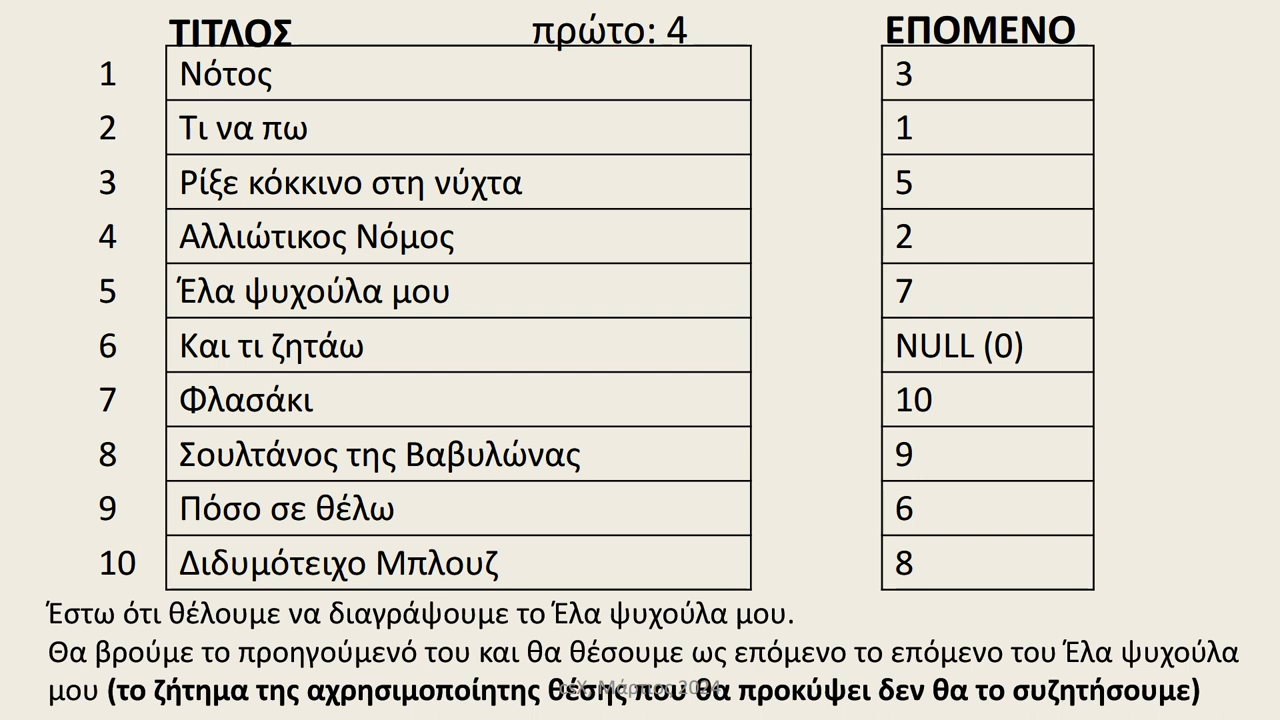 ΤΙΤΛΟΣ πρώτο: 4 ΕΠΟΜΕΝΟ
1 Νότος 3
2 Τι να πω 1
3 Ρίξε κόκκινο στη νύχτα 5
4 Αλλιώτικος Νόμος 2
5 Έλα ψυχούλα μου 7
6 Και τι ζητάω NULL (0)
7 Φλασάκι 10
8 Σουλτάνος της Βαβυλώνας 9
9 Πόσο σε θέλω 6
10 Διδυμότειχο Μπλουζ 8
Έστω ότι θέλουμε να διαγράψουμε το Έλα ψυχούλα μου.
Θα βρούμε το προηγούμενό του και θα θέσουμε ως επόμενο το επόμενο του Έλα ψυχούλα
μου (το ζήτημα της αχρησιμοποίητης θέσης που θα προκύψει δεν θα το συζητήσουμε)
Μάρτιος 2024